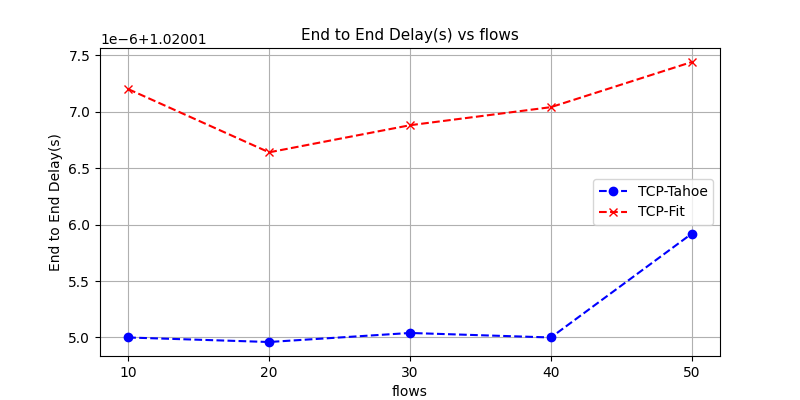 End to End Delay(s) vs flows
1e−6+1.02001
7.5
7.0
6.5
6.0
5.5
5.0
End to End Delay(s)
TCP-Tahoe
TCP-Fit
10 20 30 40 50
flows